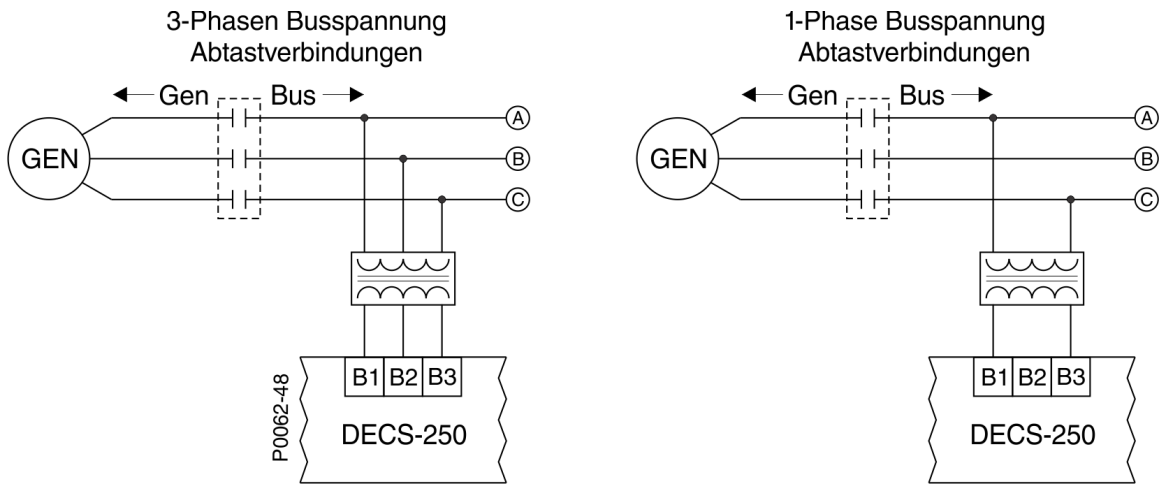 3-Phasen Busspannung
Abtastverbindungen
Gen Bus
GEN
A
B
C
B1 B2 B3
DECS-250
P0062-48
1-Phase Busspannung
Abtastverbindungen
Gen Bus
GEN
A
B
C
B1 B2 B3
DECS-250